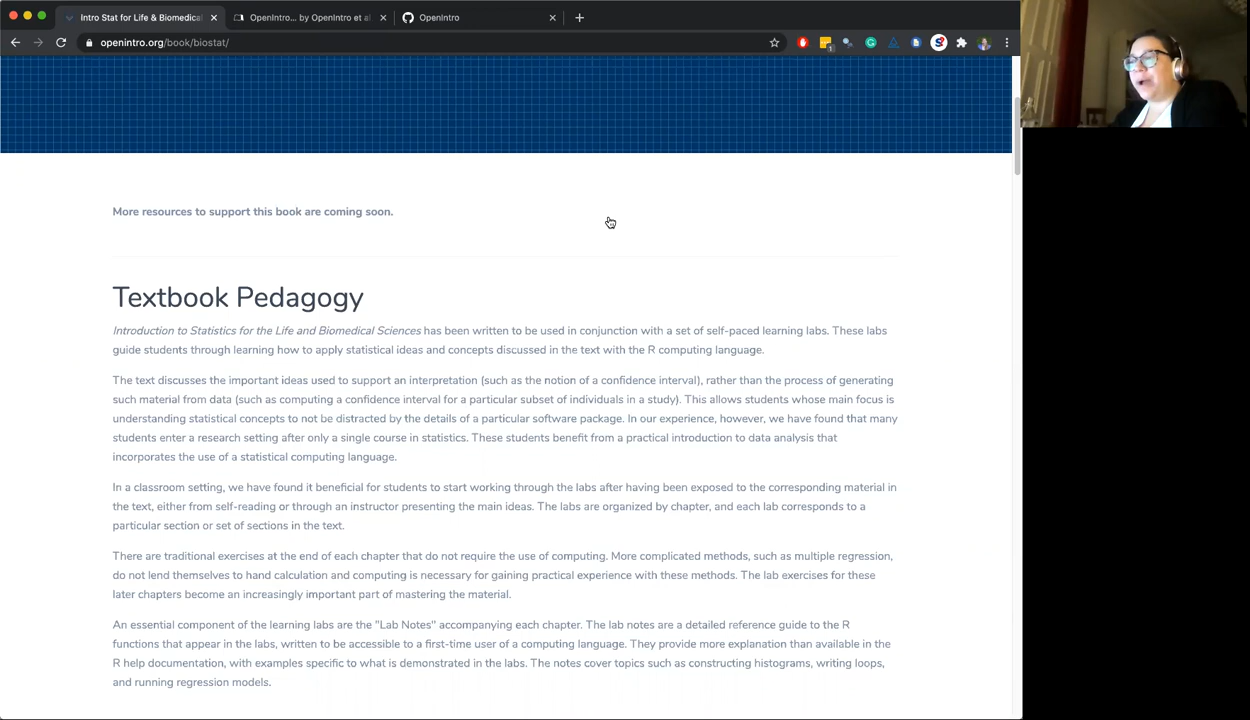 Intro Stat for Life & Biomedica
OpenIntro... by OpenIntro et al
OpenIntro
openintro.org/book/biostat/
More resources to support this book are coming soon.
Textbook Pedagogy
Introduction to Statistics for the Life and Biomedical Sciences has been written to be used in conjunction with a set of self-paced learning labs. These labs
guide students through learning how to apply statistical ideas and concepts discussed in the text with the R computing language.
The text discusses the important ideas used to support an interpretation (such as the notion of a confidence interval), rather than the process of generating
such material from data (such as computing a confidence interval for a particular subset of individuals in a study). This allows students whose main focus is
understanding statistical concepts to not be distracted by the details of a particular software package. In our experience, however, we have found that many
students enter a research setting after only a single course in statistics. These students benefit from a practical introduction to data analysis that
incorporates the use of a statistical computing language.
In a classroom setting, we have found it beneficial for students to start working through the labs after having been exposed to the corresponding material in
the text, either from self-reading or through an instructor presenting the main ideas. The labs are organized by chapter, and each lab corresponds to a
particular section or set of sections in the text.
There are traditional exercises at the end of each chapter that do not require the use of computing. More complicated methods, such as multiple regression,
do not lend themselves to hand calculation and computing is necessary for gaining practical experience with these methods. The lab exercises for these
later chapters become an increasingly important part of mastering the material.
An essential component of the learning labs are the "Lab Notes" accompanying each chapter. The lab notes are a detailed reference guide to the R
functions that appear in the labs, written to be accessible to a first-time user of a computing language. They provide more explanation than available in the
R help documentation, with examples specific to what is demonstrated in the labs. The notes cover topics such as constructing histograms, writing loops,
and running regression models.